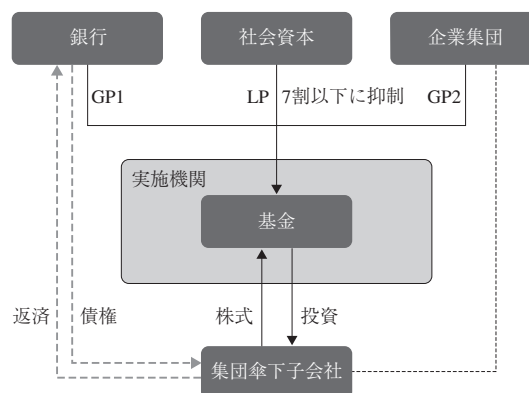 銀行
社会資本
企業集団
GP1
LP
7割以下に抑制
GP2
実施機関
基金
返済
債権
株式
投資
集団傘下子会社